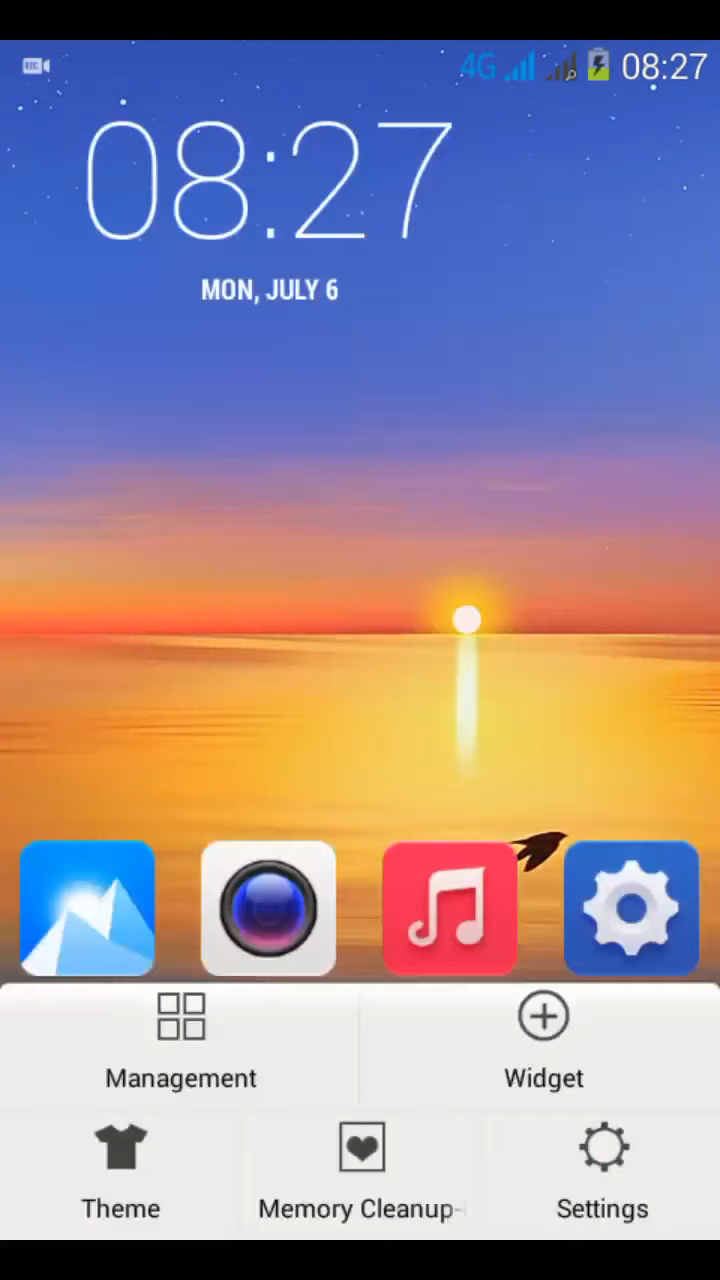 4G 08:27
08:27
MON, JULY 6
Management Widget
Theme Memory Cleanup Settings